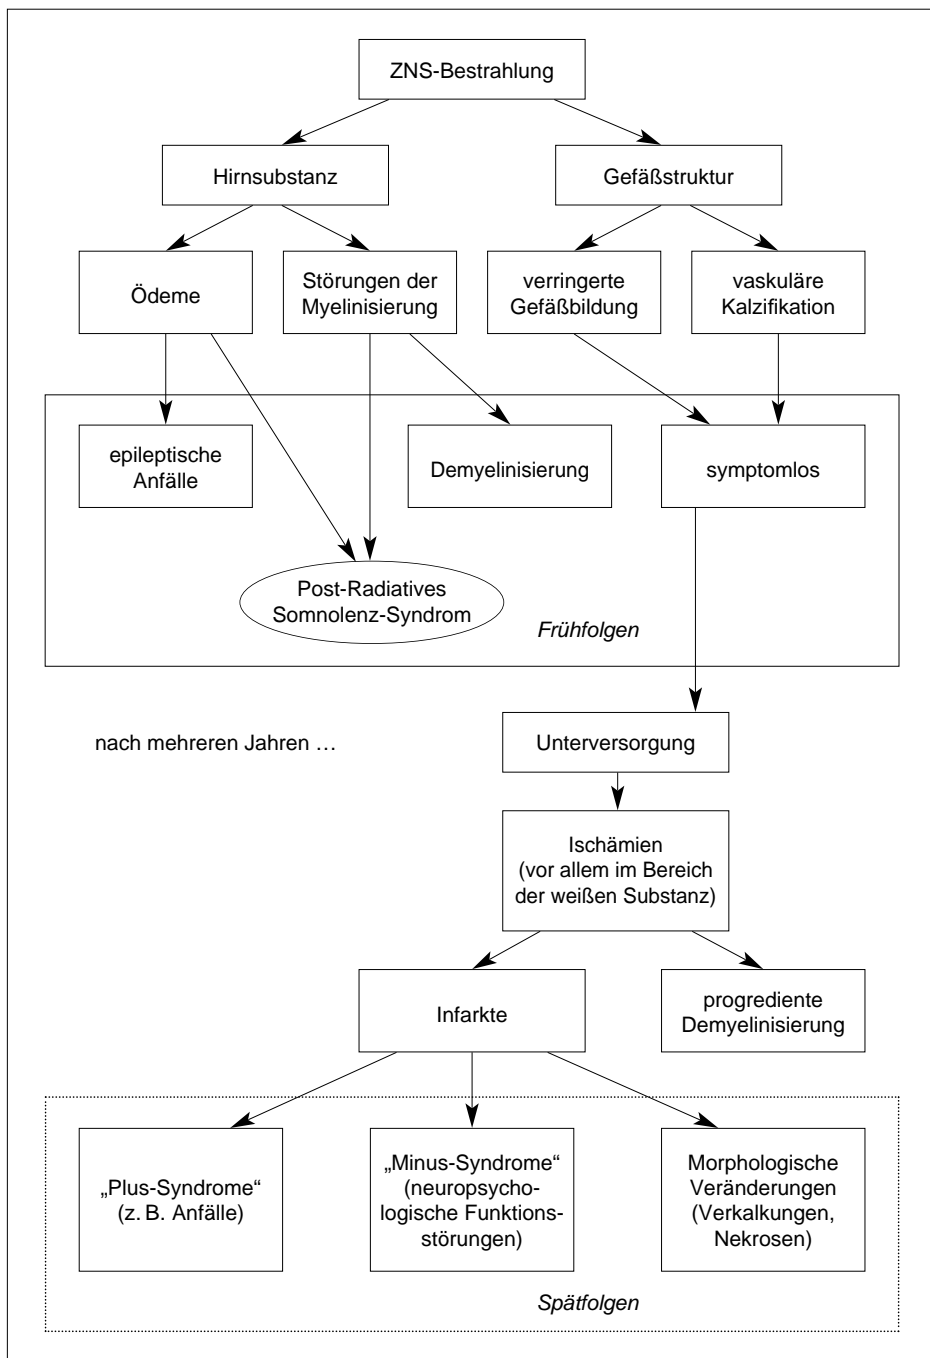 ZNS-Bestrahlung
Hirnsubstanz
Gefäßstruktur
Ödeme
Störungen der
Myelinisierung
verringerte
Gefäßbildung
vaskuläre
Kalzifikation
epileptische
Anfälle
Demyelinisierung
symptomlos
Post-Radiatives
Somnolenz-Syndrom
Frühfolgen
nach mehreren Jahren …
Unterversorgung
Ischämien
(vor allem im Bereich
der weißen Substanz)
Infarkte
progrediente
Demyelinisierung
„Plus-Syndrome“
(z. B. Anfälle)
„Minus-Syndrome“
(neuropsycho-
logische Funktions-
störungen)
Morphologische
Veränderungen
(Verkalkungen,
Nekrosen)
Spätfolgen